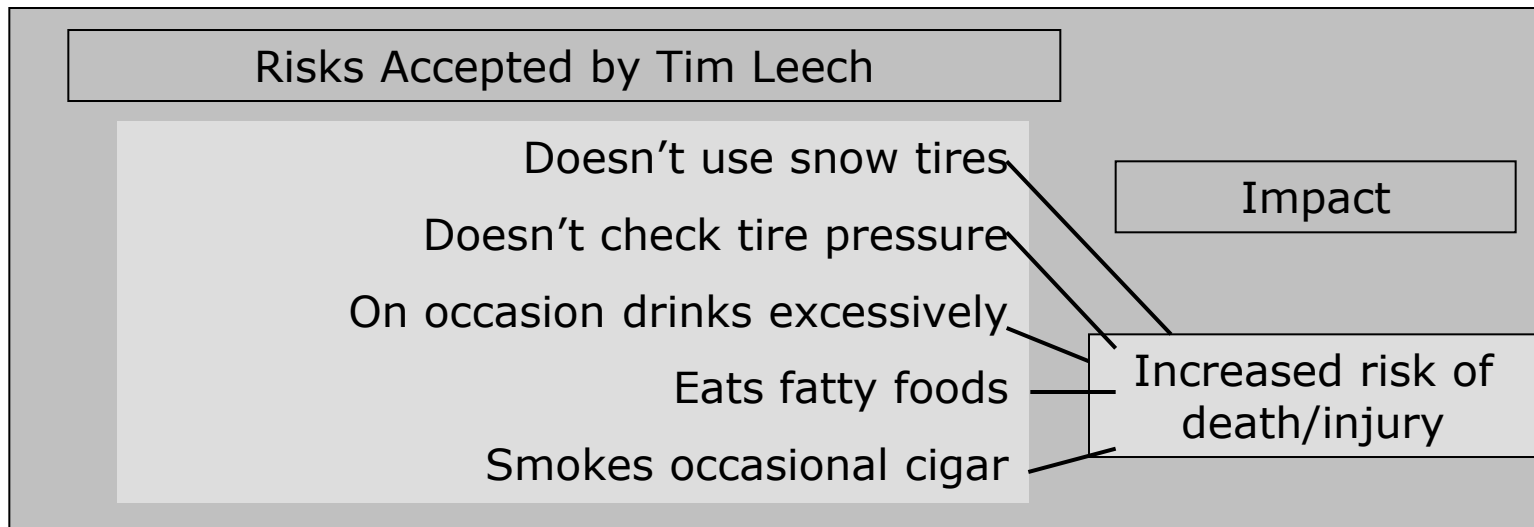 Risks Accepted by Tim Leech
Doesn’t use snow tires
Doesn’t check tire pressure
On occasion drinks excessively
Eats fatty foods
Smokes occasional cigar
Impact
Increased risk of
death/injury